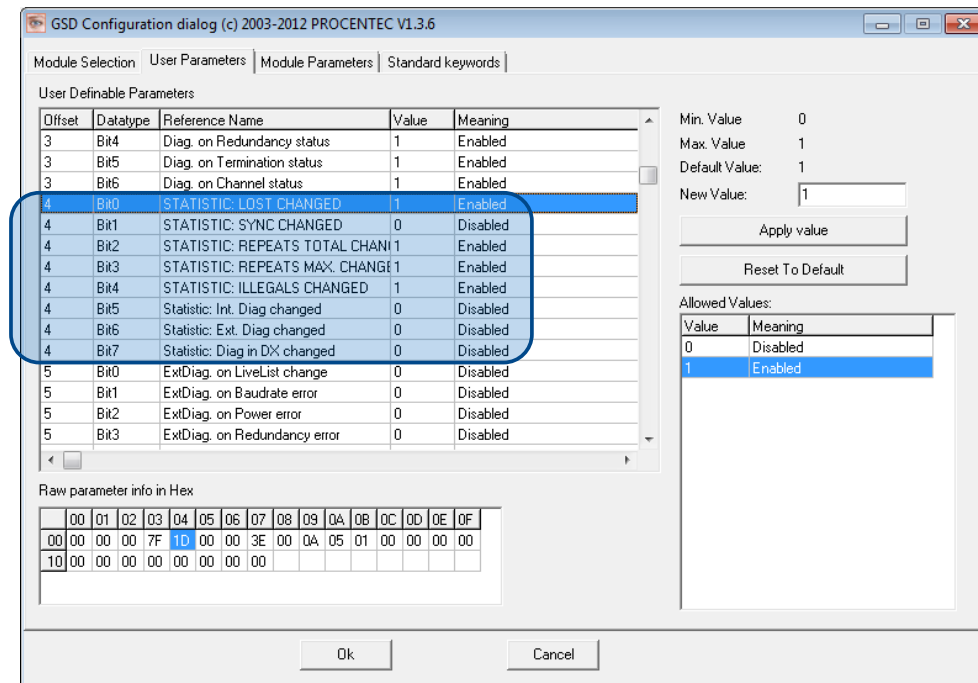 GSD Configuration dialog (c) 2003-2012 PROCENTEC V1.3.6
Module Selection User Parameters Module Parameters Standard keywords
User Definable Parameters
Offset Datatype Reference Name Value Meaning
3 Bit4 Diag. on Redundancy status 1 Enabled
3 Bit5 Diag. on Termination status 1 Enabled
3 Bit6 Diag. on Channel status 1 Enabled
4 Bit0 STATISTIC: LOST CHANGED 1 Enabled
4 Bit1 STATISTIC: SYNC CHANGED 0 Disabled
4 Bit2 STATISTIC: REPEATS TOTAL CHAN 1 Enabled
4 Bit3 STATISTIC: REPEATS MAX. CHANGE 1 Enabled
4 Bit4 STATISTIC: ILLEGALS CHANGED 1 Enabled
4 Bit5 Statistic: Int. Diag changed 0 Disabled
4 Bit6 Statistic: Ext. Diag changed 0 Disabled
4 Bit7 Statistic: Diag in DX changed 0 Disabled
5 Bit0 ExtDiag. on LiveList change 0 Disabled
5 Bit1 ExtDiag. on Baudrate error 0 Disabled
5 Bit2 ExtDiag. on Power error 0 Disabled
5 Bit3 ExtDiag. on Redundancy error 0 Disabled
Min. Value 0
Max. Value 1
Default Value: 1
New Value: 1
Apply value
Reset To Default
Allowed Values:
Value Meaning
0 Disabled
1 Enabled
Raw parameter info in Hex
00 01 02 03 04 05 06 07 08 09 0A 0B 0C 0D 0E 0F
00 00 00 00 7F 1D 00 00 3E 00 0A 05 01 00 00 00 00
10 00 00 00 00 00 00 00 00
Ok Cancel